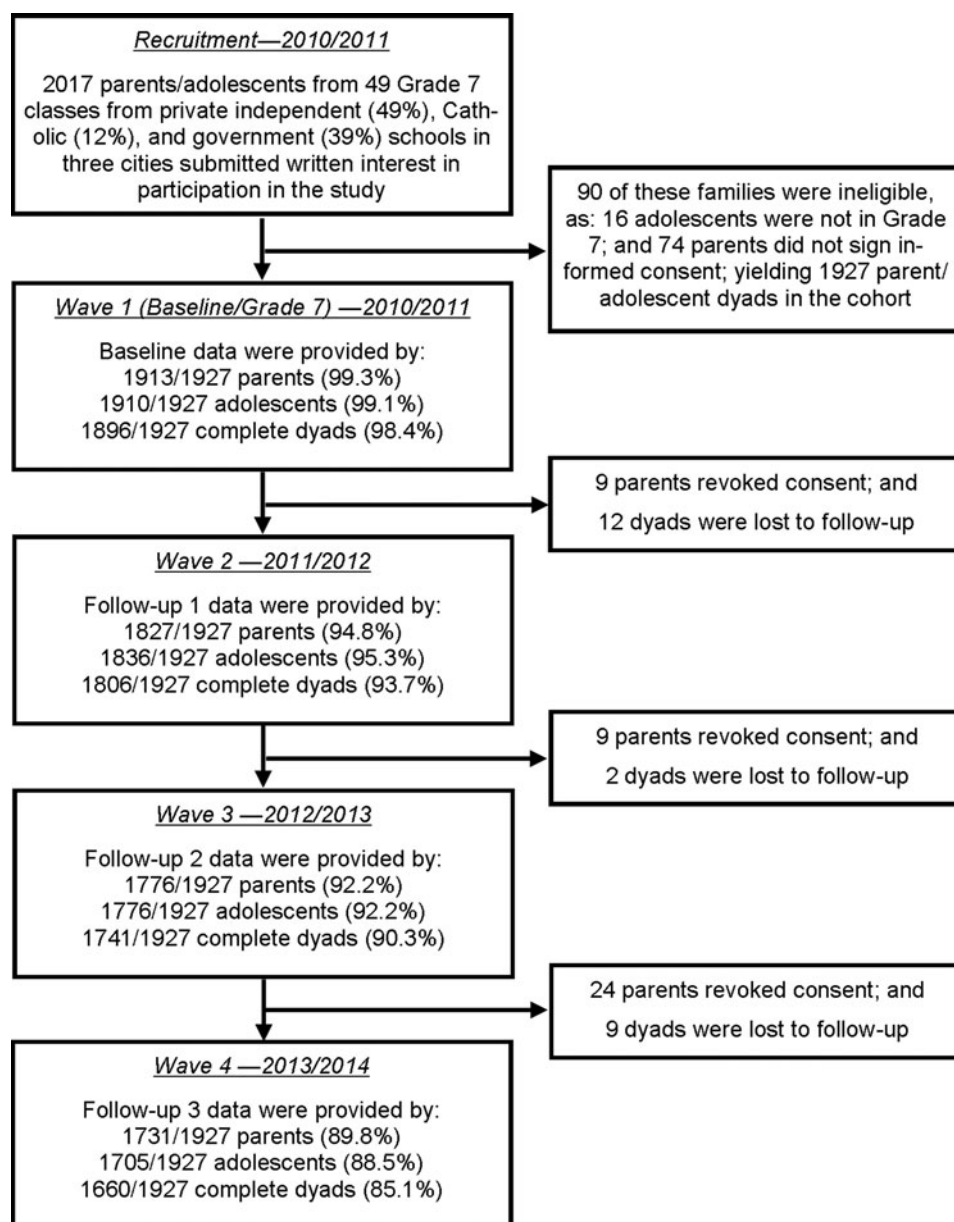 Recruitment—2010/2011
2017 parents/adolescents from 49 Grade 7
classes from private independent (49%), Cath-
olic (12%), and government (39%) schools in
three cities submitted written interest in
participation in the study
90 of these families were ineligible,
as: 16 adolescents were not in Grade
7; and 74 parents did not sign in-
formed consent; yielding 1927 parent/
adolescent dyads in the cohort
Wave 1 (Baseline/Grade 7) —2010/2011
Baseline data were provided by:
1913/1927 parents (99.3%)
1910/1927 adolescents (99.1%)
1896/1927 complete dyads (98.4%)
9 parents revoked consent; and
12 dyads were lost to follow-up
Wave 2 —2011/2012
Follow-up 1 data were provided by:
1827/1927 parents (94.8%)
1836/1927 adolescents (95.3%)
1806/1927 complete dyads (93.7%)
9 parents revoked consent; and
2 dyads were lost to follow-up
Wave 3 —2012/2013
Follow-up 2 data were provided by:
1776/1927 parents (92.2%)
1776/1927 adolescents (92.2%)
1741/1927 complete dyads (90.3%)
24 parents revoked consent; and
9 dyads were lost to follow-up
Wave 4 —2013/2014
Follow-up 3 data were provided by:
1731/1927 parents (89.8%)
1705/1927 adolescents (88.5%)
1660/1927 complete dyads (85.1%)